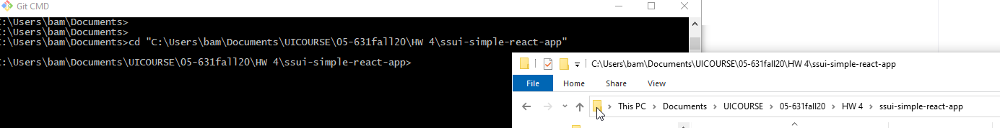 Git CMD
:\Users\bam\Documents>
:\Users\bam\Documents>
:\Users\bam\Documents>cd "C:\Users\bam\Documents\UICOURSE\05-631fall20\HW 4\ssui-simple-react-app"
:\Users\bam\Documents\UICOURSE\05-631fall20\HW 4\ssui-simple-react-app>
C:\Users\bam\Documents\UICOURSE\05-631fall20\HW 4\ssui-simple-react-app
File Home Share View
This PC Documents UICOURSE 05-631fall20 HW 4 ssui-simple-react-app